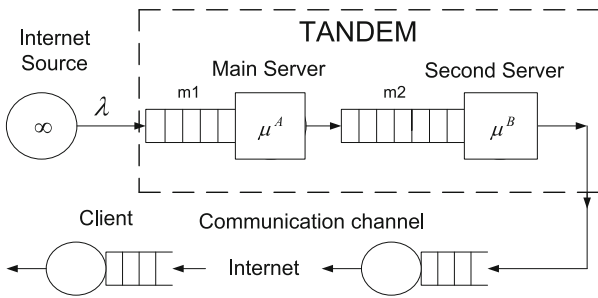 TANDEM
Internet
Source
Main Server
Second Server
m1
m2
λ
∞
μ^A
μ^B
Client
Communication channel
Internet